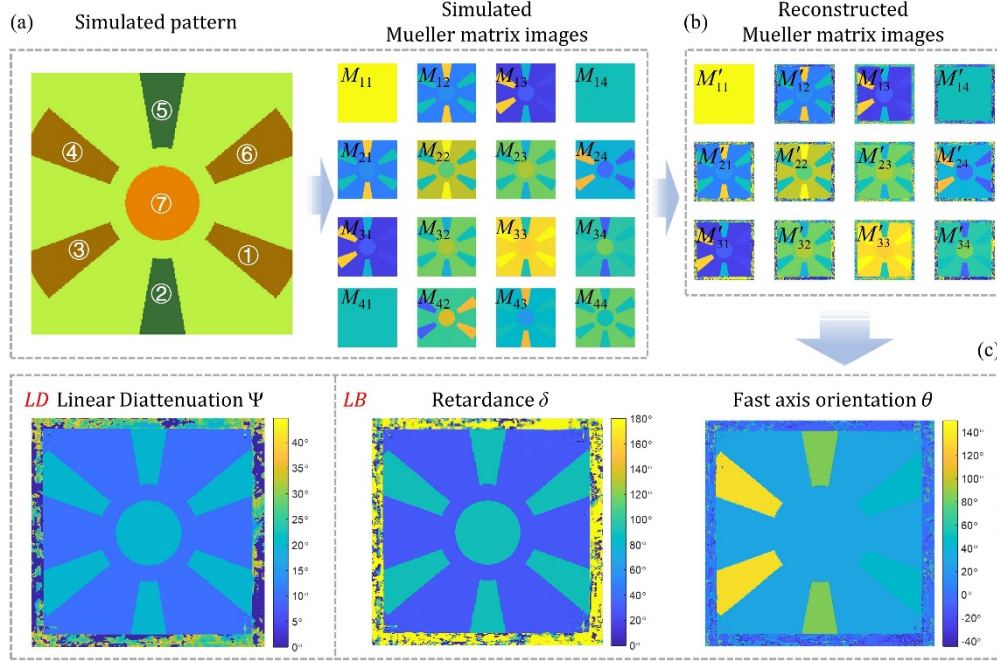 (a)
Simulated pattern
Simulated
Mueller matrix images
(b)
Reconstructed
Mueller matrix images
⑤
④
⑥
⑦
③
①
②
M11 M12 M13 M14
M21 M22 M23 M24
M31 M32 M33 M34
M41 M42 M43 M44
M′11 M′12 M′13 M′14
M′21 M′22 M′23 M′24
M′31 M′32 M′33 M′34
(c)
LD Linear Diattenuation Ψ
40°
35°
30°
25°
20°
15°
10°
5°
0°
LB Retardance δ
180°
160°
140°
120°
100°
80°
60°
40°
20°
0°
Fast axis orientation θ
140°
120°
100°
80°
60°
40°
20°
0°
-20°
-40°